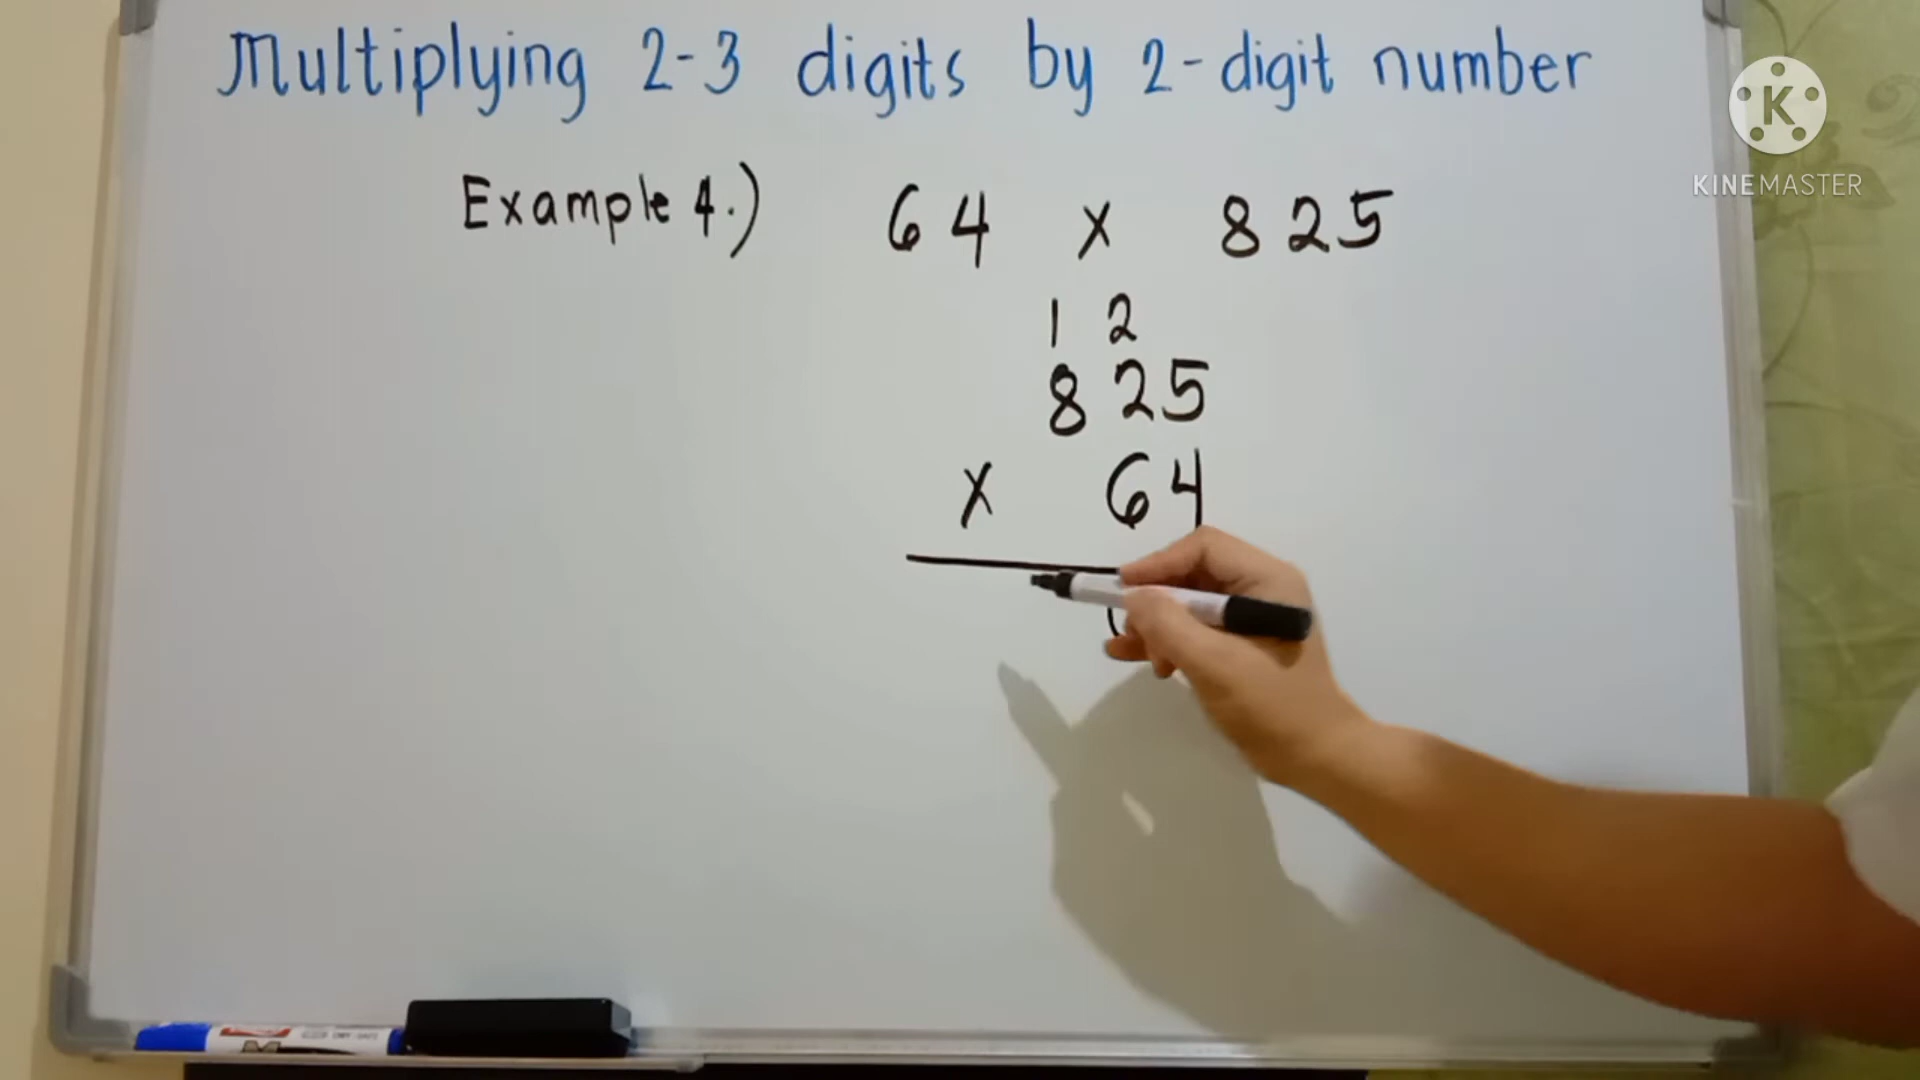 Multiplying 2-3 digits by 2-digit number
KINEMASTER
Example 4.) 64 x 825
1 2
825
x 64